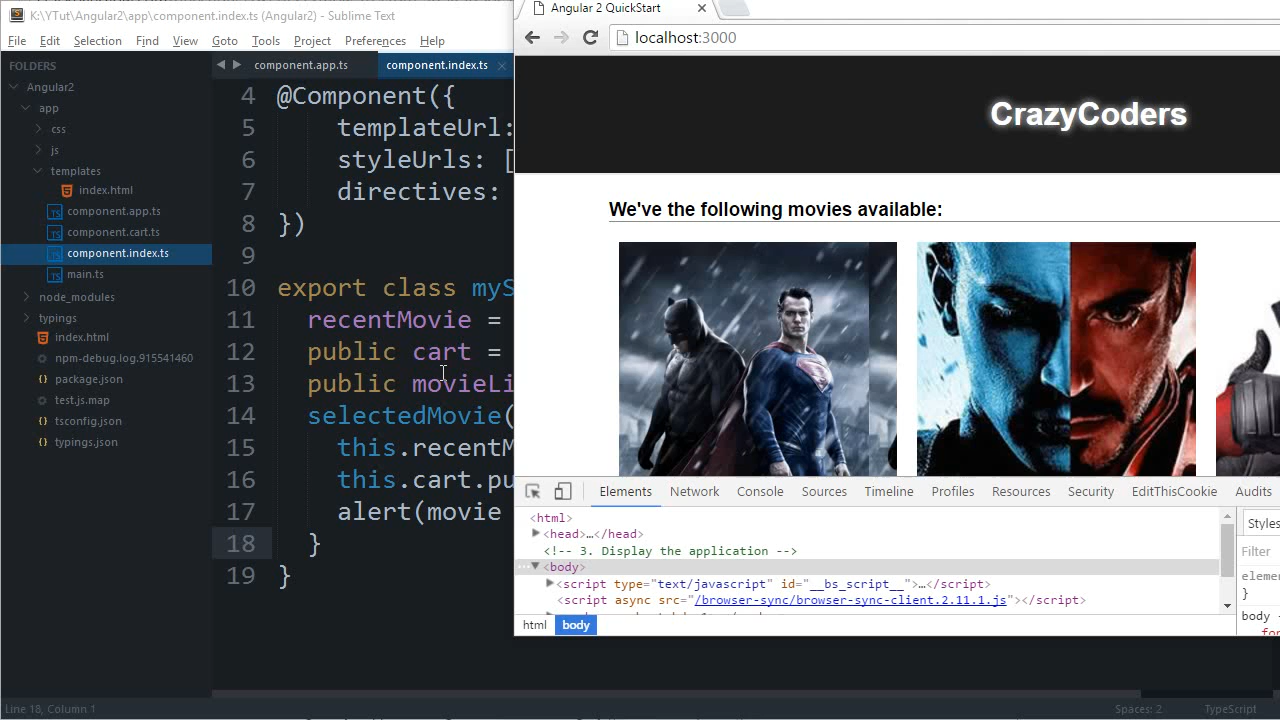 K:\YTut\Angular2\app\component.index.ts (Angular2) - Sublime Text
File Edit Selection Find View Goto Tools Project Preferences Help
FOLDERS
Angular2
app
css
js
templates
index.html
component.app.ts
component.cart.ts
component.index.ts
main.ts
node_modules
typings
index.html
npm-debug.log.915541460
package.json
test.js.map
tsconfig.json
typings.json
component.app.ts component.index.ts
4 @Component({
5 templateUrl:
6 styleUrls: [
7 directives:
8 })
9
10 export class myS
11 recentMovie =
12 public cart =
13 public movieLi
14 selectedMovie(
15 this.recentM
16 this.cart.pu
17 alert(movie
18 }
19 }
Angular 2 QuickStart
localhost:3000
CrazyCoders
We've the following movies available:
Elements Network Console Sources Timeline Profiles Resources Security EditThisCookie Audits
<html>
<head>…</head>
<!-- 3. Display the application -->
<body>
<script type="text/javascript" id="__bs_script__">…</script>
<script async src="/browser-sync/browser-sync-client.2.11.1.js"></script>
html body
Styles
Filter
elem
}
body
Line 18, Column 1
Spaces: 2 TypeScript